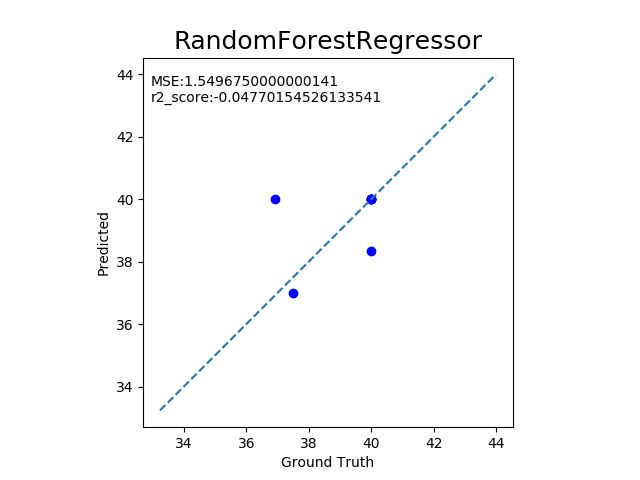 RandomForestRegressor
MSE:1.5496750000000141
r2_score:-0.04770154526133541
44
42
40
38
36
34
Predicted
34
36
38
40
42
44
Ground Truth